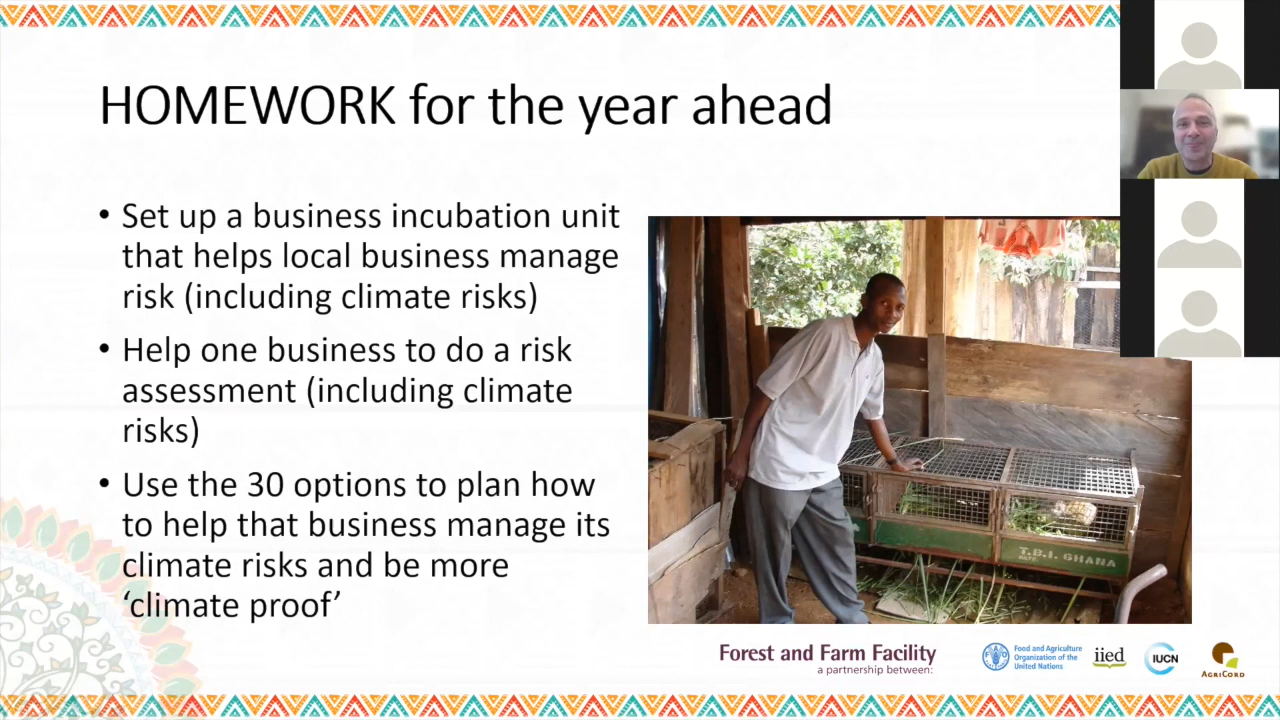 HOMEWORK for the year ahead
• Set up a business incubation unit
that helps local business manage
risk (including climate risks)
• Help one business to do a risk
assessment (including climate
risks)
• Use the 30 options to plan how
to help that business manage its
climate risks and be more
‘climate proof’
T.B.I. GHANA
Forest and Farm Facility
a partnership between:
Food and Agriculture
Organization of the
United Nations
iied
IUCN
AGRICORD